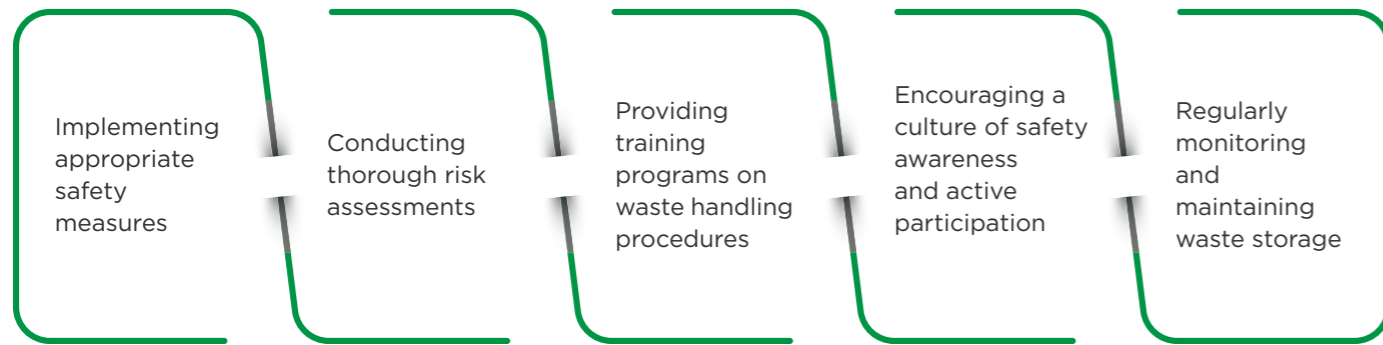 Implementing
appropriate
safety
measures
Conducting
thorough risk
assessments
Providing
training
programs on
waste handling
procedures
Encouraging a
culture of safety
awareness
and active
participation
Regularly
monitoring
and
maintaining
waste storage